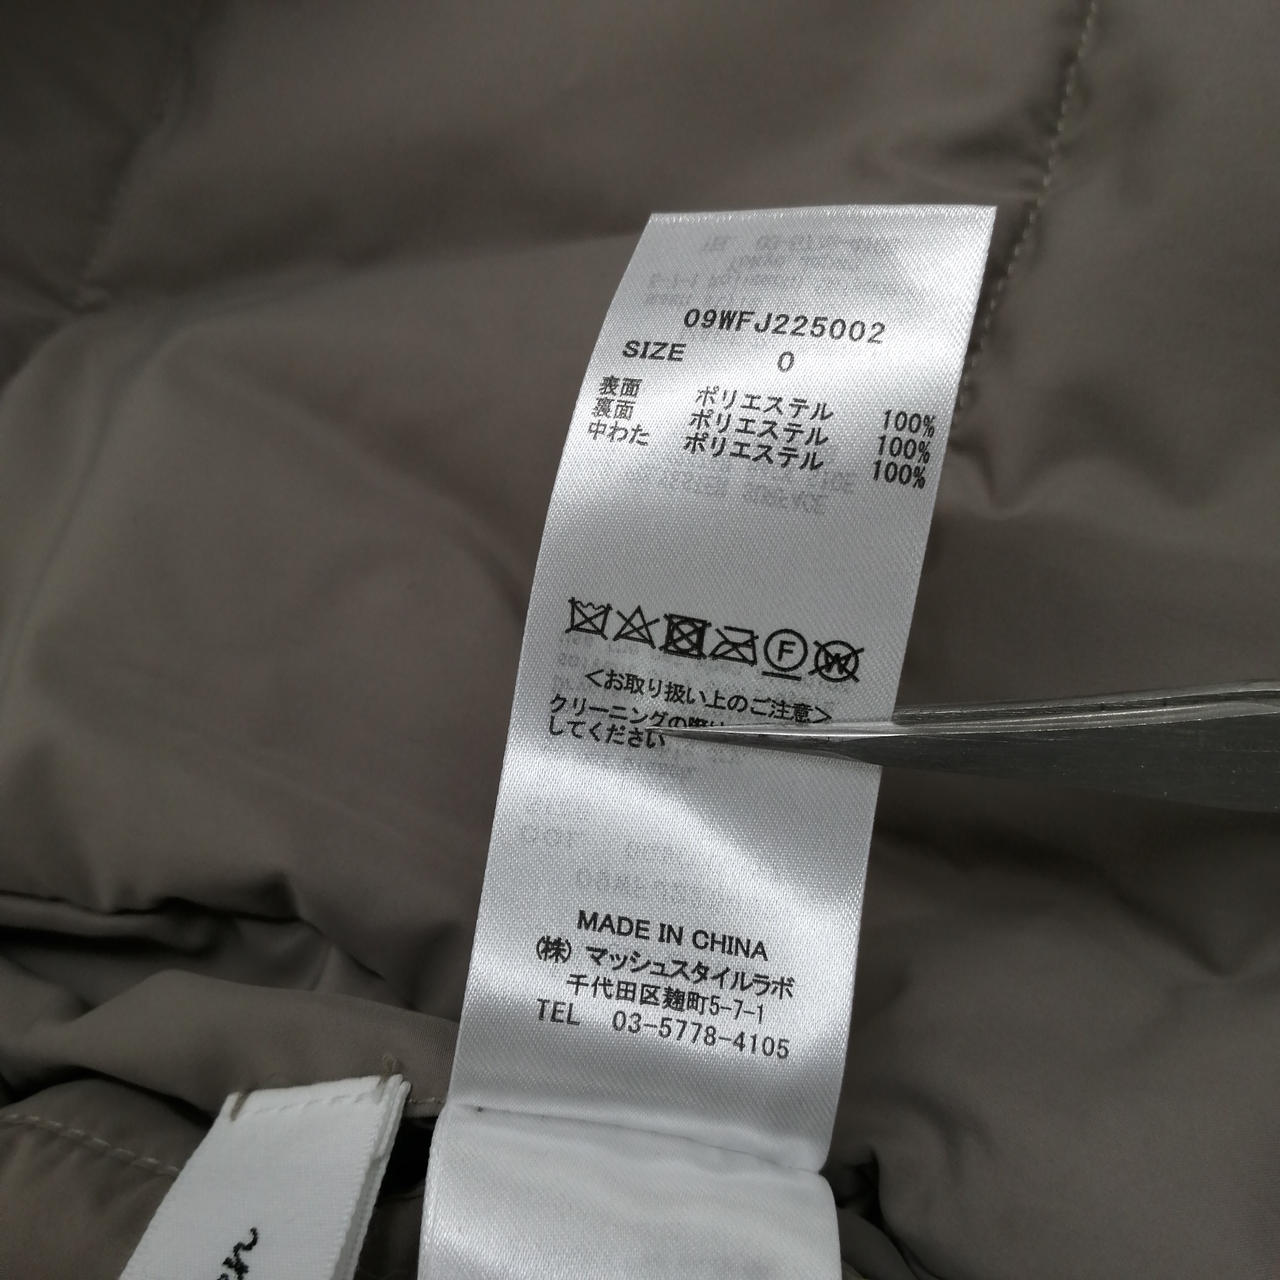 09WFJ225002
SIZE 0
表面 ポリエステル 100%
裏面 ポリエステル 100%
中わた ポリエステル 100%
F
W
<お取り扱い上のご注意>
クリーニングの際は
してください
MADE IN CHINA
(株) マッシュスタイルラボ
千代田区麹町5-7-1
TEL 03-5778-4105